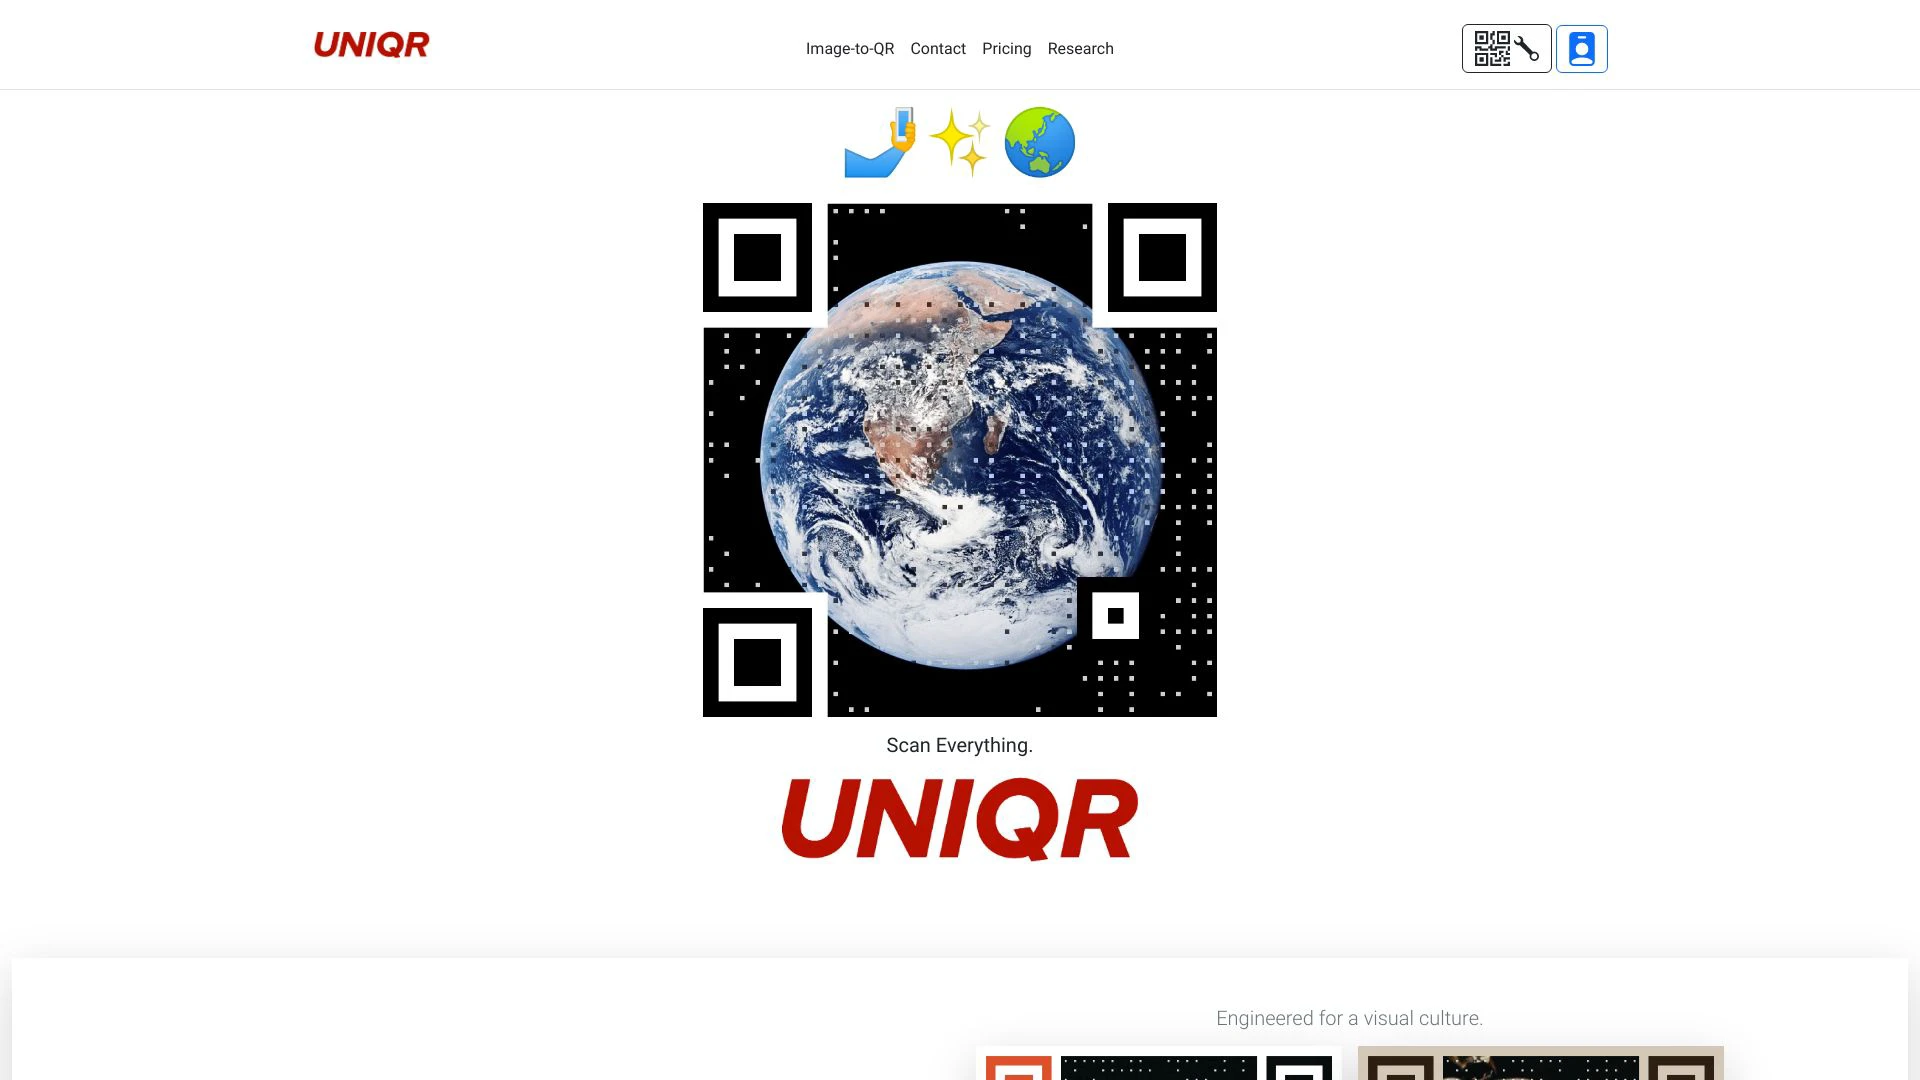 UNIQR
Image-to-QR Contact Pricing Research
Scan Everything.
UNIQR
Engineered for a visual culture.